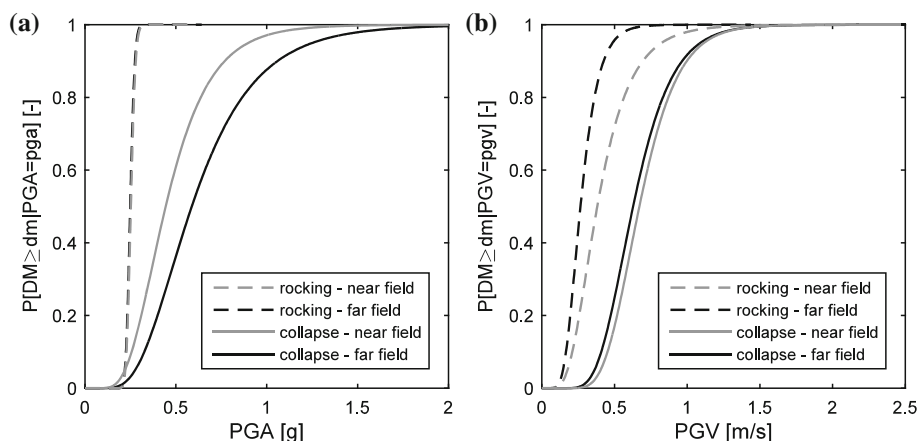 (a)
P[DM≥dm|PGA=pga] [-]
1
0.8
0.6
0.4
0.2
0
0 0.5 1 1.5 2
PGA [g]
rocking - near field
rocking - far field
collapse - near field
collapse - far field
(b)
P[DM≥dm|PGV=pgv] [-]
1
0.8
0.6
0.4
0.2
0
0 0.5 1 1.5 2 2.5
PGV [m/s]
rocking - near field
rocking - far field
collapse - near field
collapse - far field